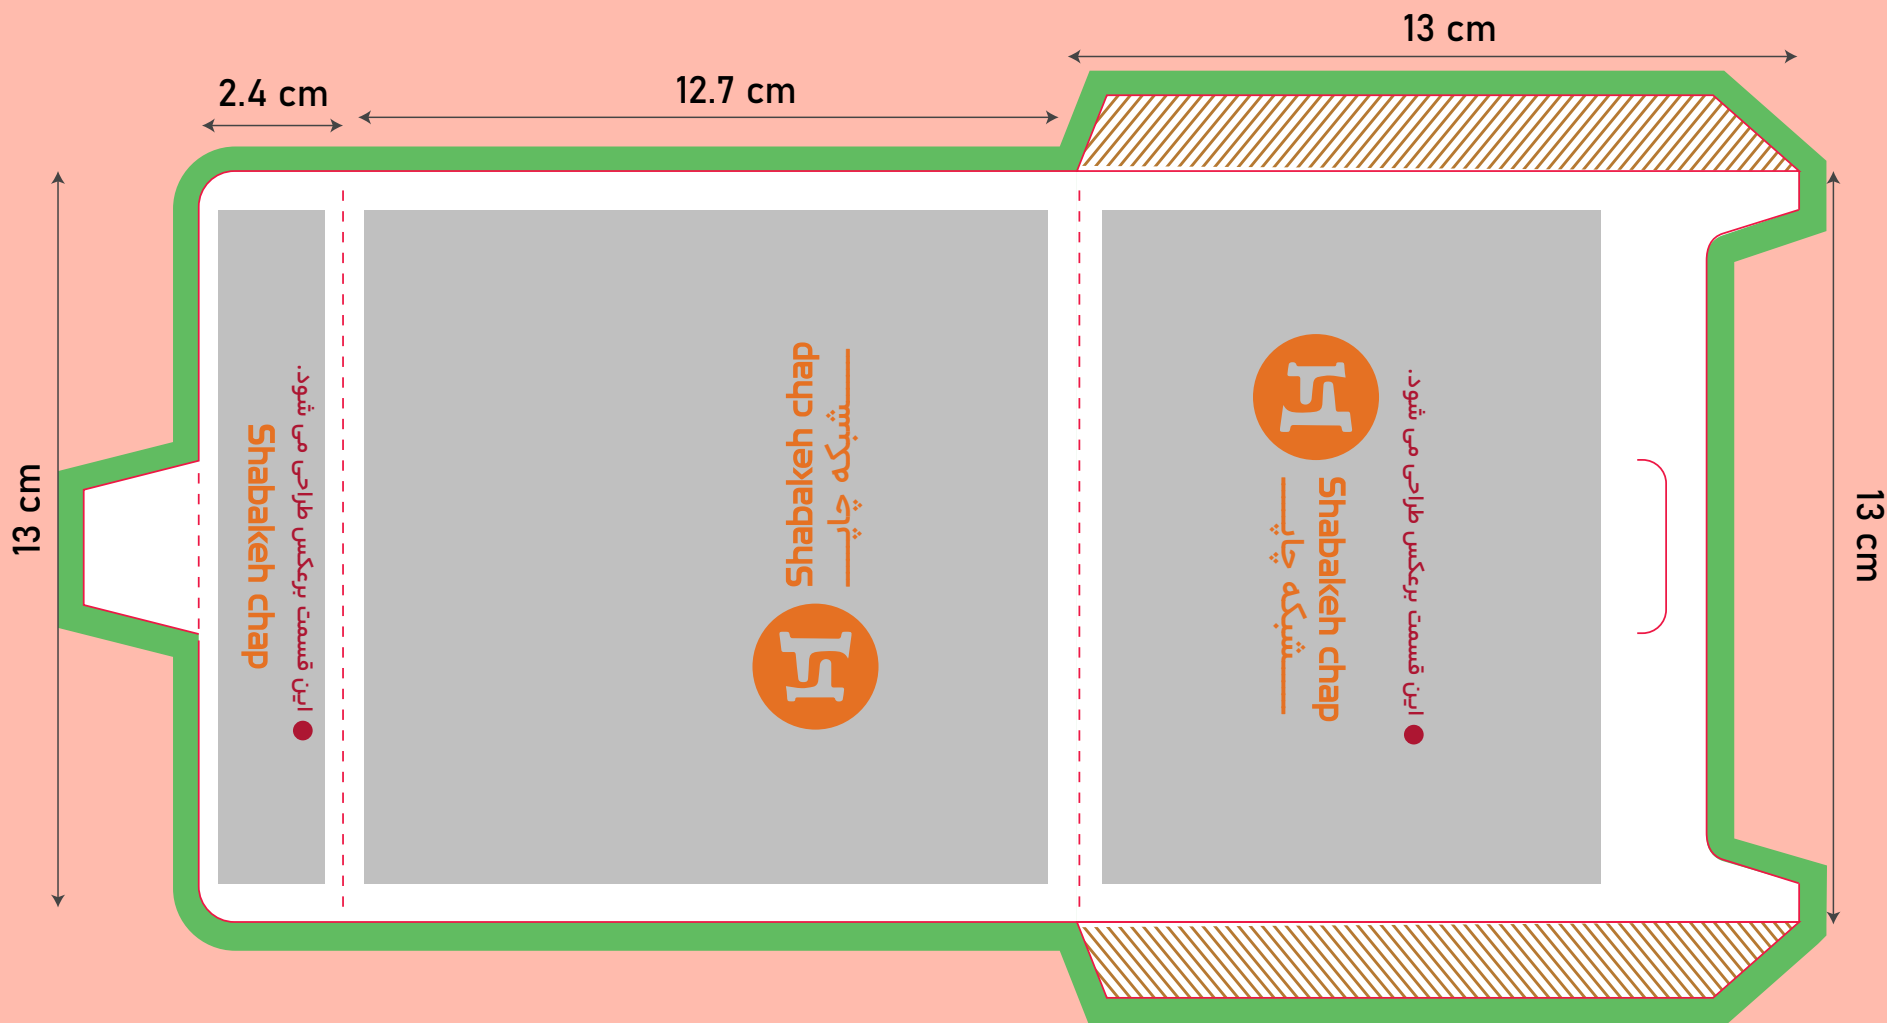 13 cm
2.4 cm
12.7 cm
13 cm
13 cm
Shabakeh chap
این قسمت برعکس طراحی می شود.
Shabakeh chap
شبکه چاپ
شبکه چاپ
Shabakeh chap
این قسمت برعکس طراحی می شود.